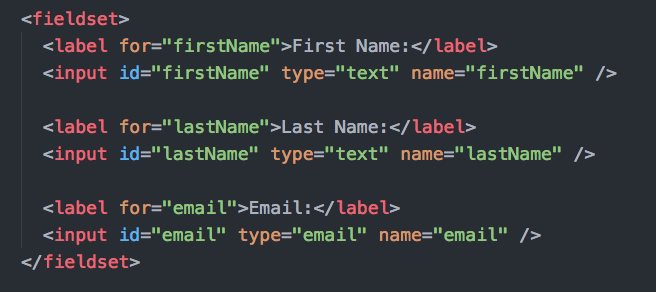 <fieldset>
<label for="firstName">First Name:</label>
<input id="firstName" type="text" name="firstName" />
<label for="lastName">Last Name:</label>
<input id="lastName" type="text" name="lastName" />
<label for="email">Email:</label>
<input id="email" type="email" name="email" />
</fieldset>